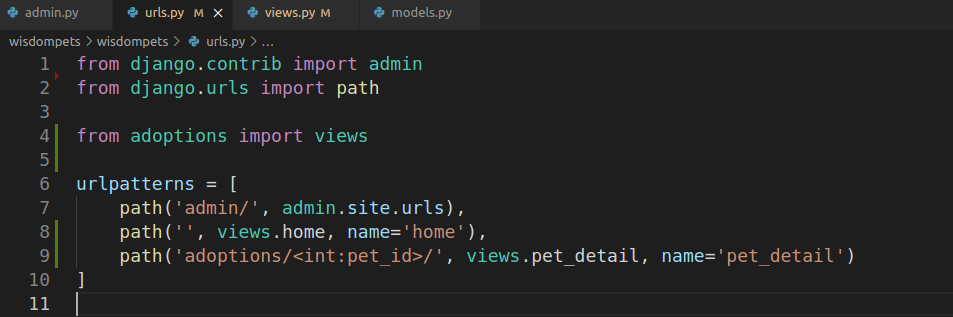 admin.py urls.py M × views.py M models.py
wisdompets > wisdompets > urls.py > ...
1 from django.contrib import admin
2 from django.urls import path
3
4 from adoptions import views
5
6 urlpatterns = [
7     path('admin/', admin.site.urls),
8     path('', views.home, name='home'),
9     path('adoptions/<int:pet_id>/', views.pet_detail, name='pet_detail')
10 ]
11